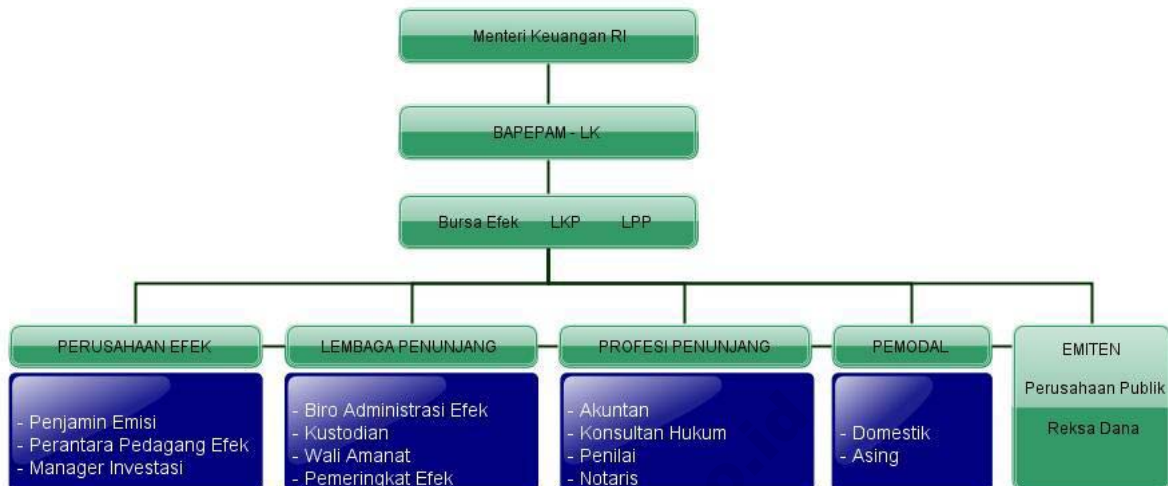 Menteri Keuangan RI
BAPEPAM - LK
Bursa Efek LKP LPP
PERUSAHAAN EFEK
- Penjamin Emisi
- Perantara Pedagang Efek
- Manager Investasi
LEMBAGA PENUNJANG
- Biro Administrasi Efek
- Kustodian
- Wali Amanat
- Pemeringkat Efek
PROFESI PENUNJANG
- Akuntan
- Konsultan Hukum
- Penilai
- Notaris
PEMODAL
- Domestik
- Asing
EMITEN
Perusahaan Publik
Reksa Dana